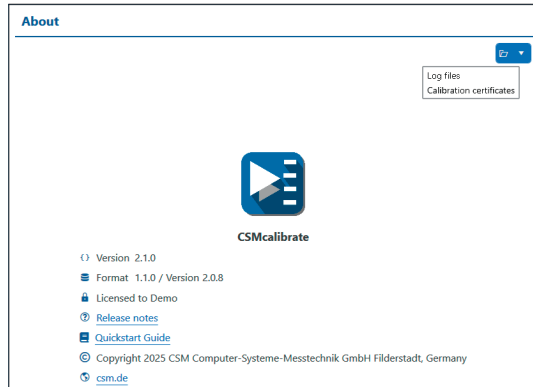 About
Log files
Calibration certificates
CSMcalibrate
Version 2.1.0
Format 1.1.0 / Version 2.0.8
Licensed to Demo
Release notes
Quickstart Guide
Copyright 2025 CSM Computer-Systeme-Messtechnik GmbH Filderstadt, Germany
csm.de